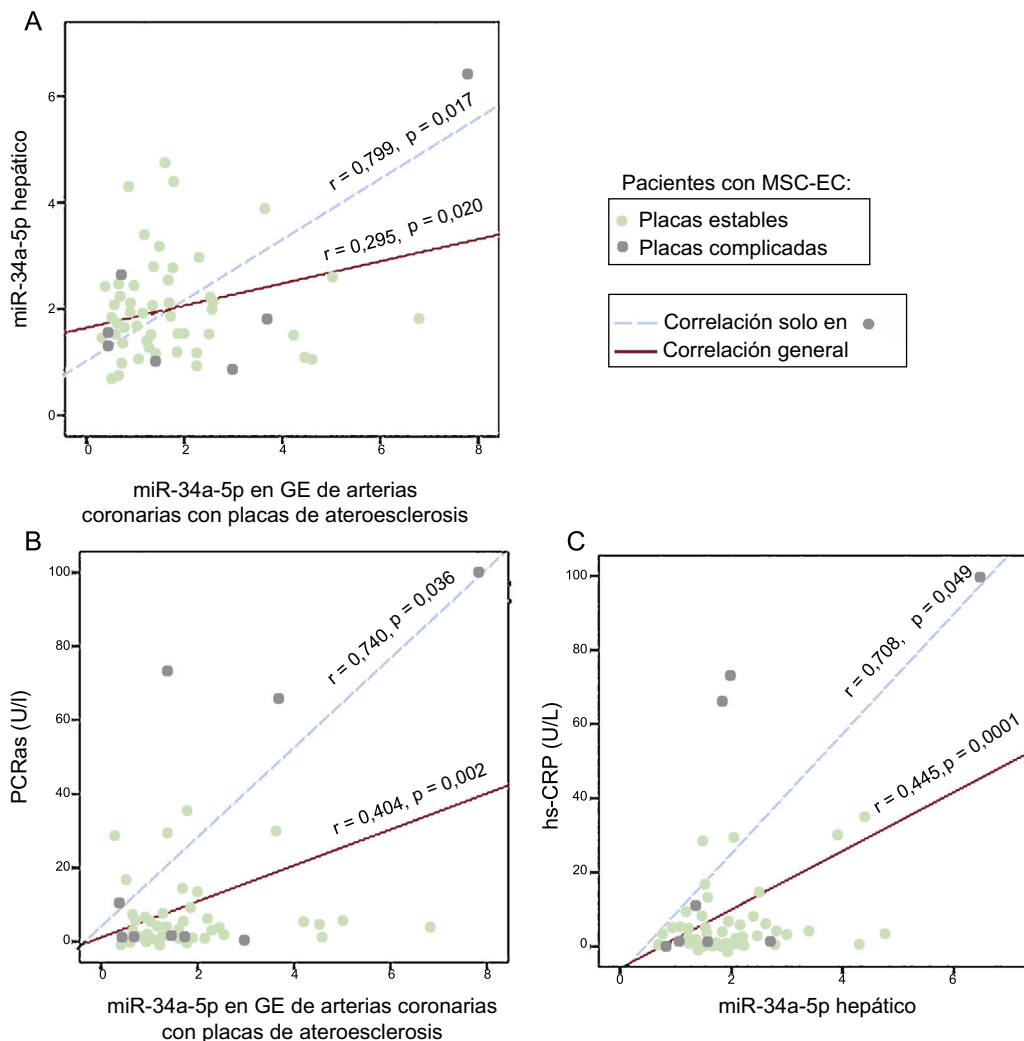 A
miR-34a-5p hepático
6
4
2
0
r = 0,799, p = 0,017
r = 0,295, p = 0,020
0 2 4 6 8
miR-34a-5p en GE de arterias
coronarias con placas de ateroesclerosis
Pacientes con MSC-EC:
Placas estables
Placas complicadas
Correlación solo en
Correlación general
B
PCRas (U/l)
100
80
60
40
20
0
r = 0,740, p = 0,036
r = 0,404, p = 0,002
0 2 4 6 8
miR-34a-5p en GE de arterias coronarias
con placas de ateroesclerosis
C
hs-CRP (U/L)
100
80
60
40
20
0
r = 0,708, p = 0,049
r = 0,445, p = 0,0001
0 2 4 6
miR-34a-5p hepático